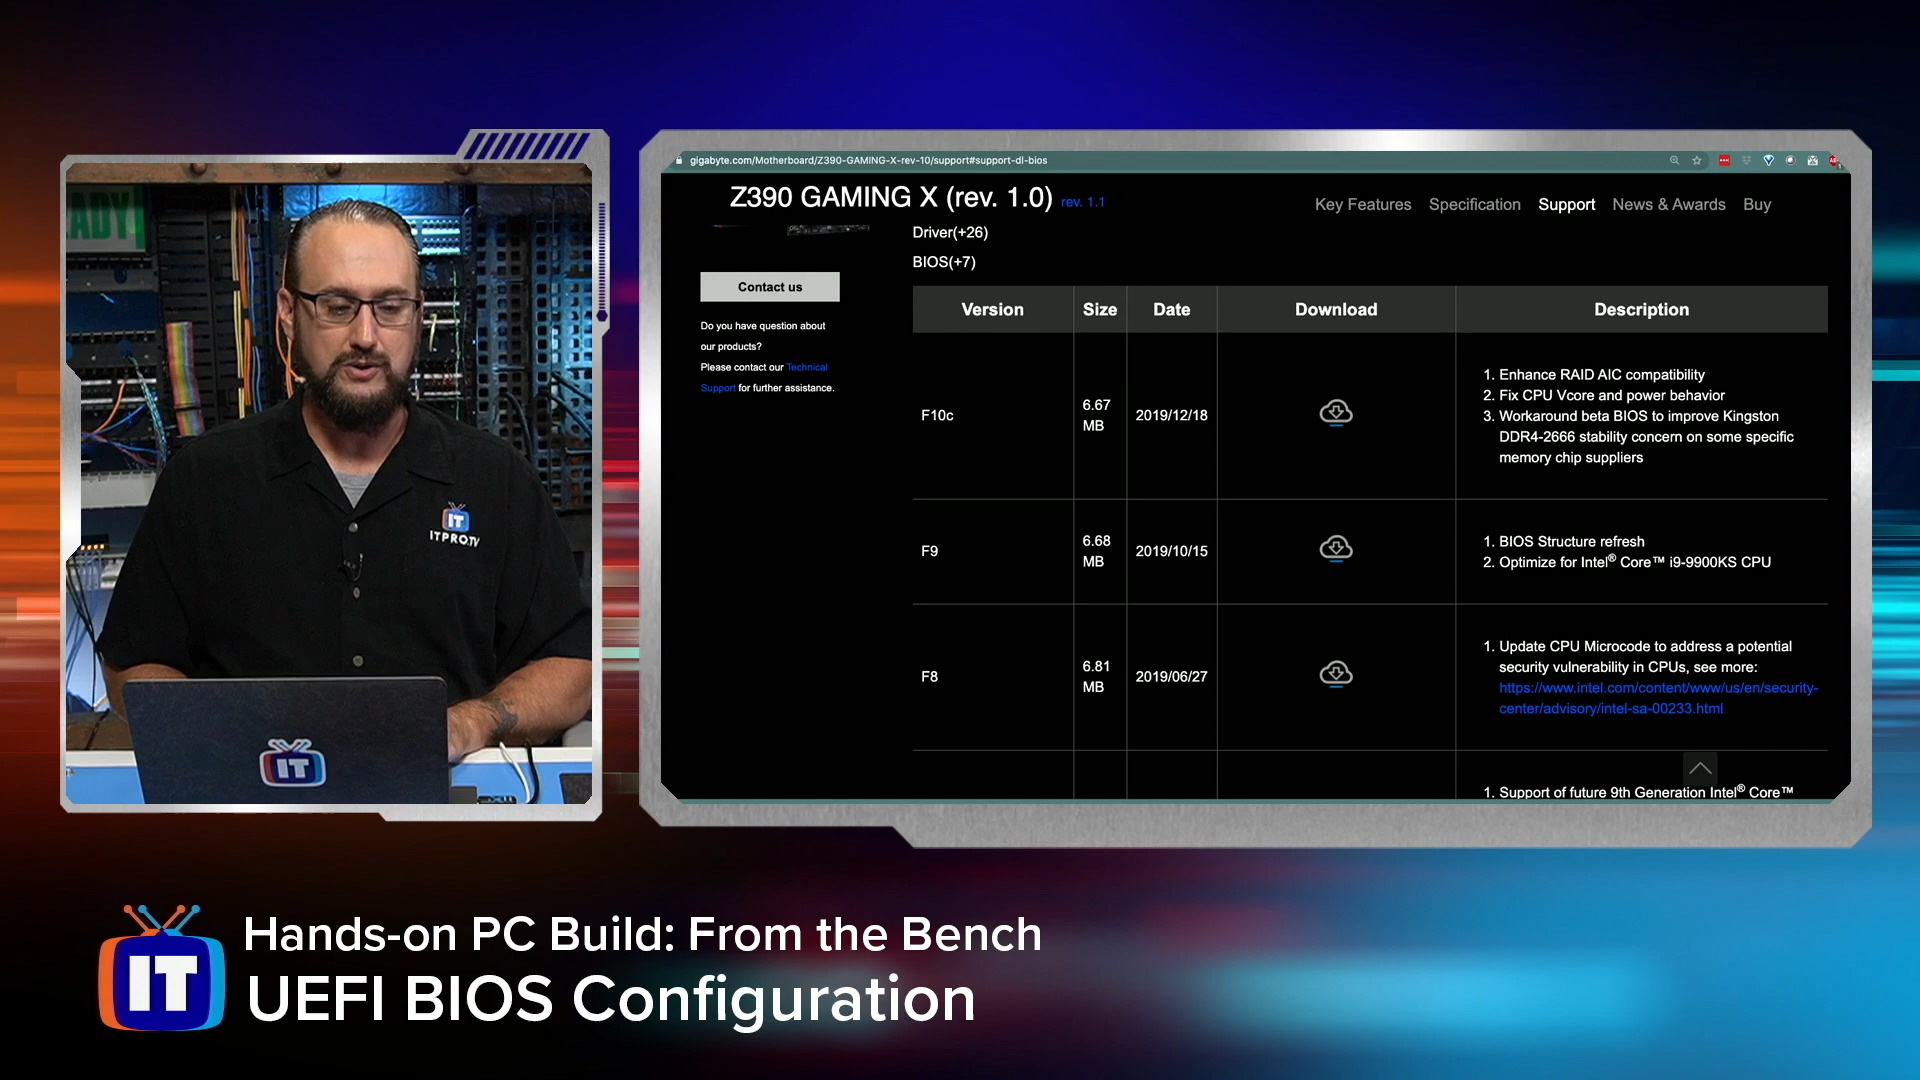 ADY
IT
ITPRO.TV
IT
gigabyte.com/Motherboard/Z390-GAMING-X-rev-10/support#support-dl-bios
Z390 GAMING X (rev. 1.0) rev. 1.1
Key Features Specification Support News & Awards Buy
Driver(+26)
BIOS(+7)
Contact us
Do you have question about
our products?
Please contact our Technical
Support for further assistance.
Version Size Date Download Description
F10c 6.67 MB 2019/12/18
1. Enhance RAID AIC compatibility
2. Fix CPU Vcore and power behavior
3. Workaround beta BIOS to improve Kingston
DDR4-2666 stability concern on some specific
memory chip suppliers
F9 6.68 MB 2019/10/15
1. BIOS Structure refresh
2. Optimize for Intel® Core™ i9-9900KS CPU
F8 6.81 MB 2019/06/27
1. Update CPU Microcode to address a potential
security vulnerability in CPUs, see more:
https://www.intel.com/content/www/us/en/security-
center/advisory/intel-sa-00233.html
1. Support of future 9th Generation Intel® Core™
IT
Hands-on PC Build: From the Bench
UEFI BIOS Configuration